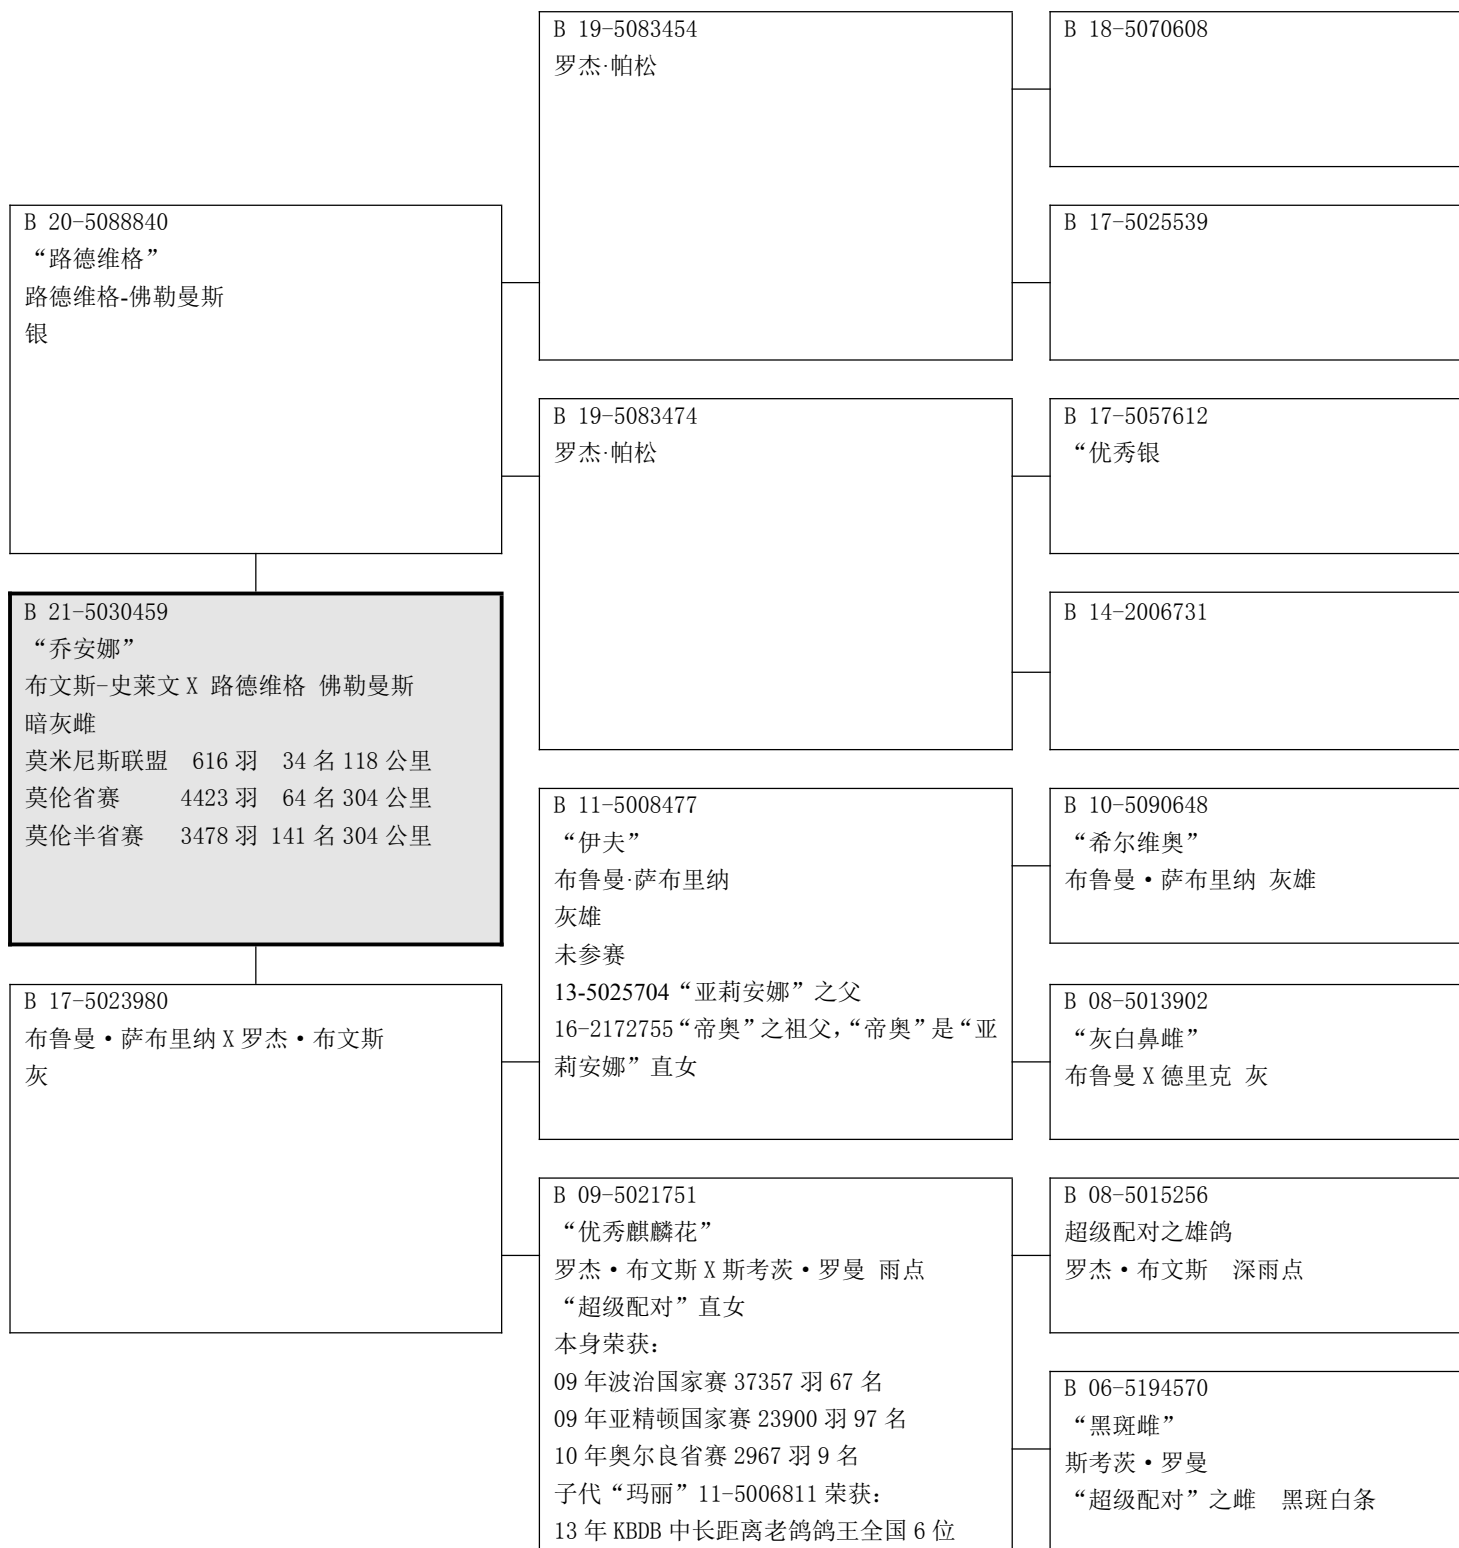 B 20-5088840
“路德维格”
路德维格-佛勒曼斯
银
B 21-5030459
“乔安娜”
布文斯-史莱文 X 路德维格 佛勒曼斯
暗灰雌
莫米尼斯联盟 616 羽 34 名 118 公里
莫伦省赛 4423 羽 64 名 304 公里
莫伦半省赛 3478 羽 141 名 304 公里
B 17-5023980
布鲁曼·萨布里纳 X 罗杰·布文斯
灰
B 19-5083454
罗杰·帕松
B 19-5083474
罗杰·帕松
B 11-5008477
“伊夫”
布鲁曼·萨布里纳
灰雄
未参赛
13-5025704“亚莉安娜”之父
16-2172755“帝奥”之祖父，“帝奥”是“亚
莉安娜”直女
B 09-5021751
“优秀麒麟花”
罗杰·布文斯 X 斯考茨·罗曼 雨点
“超级配对”直女
本身荣获：
09 年波治国家赛 37357 羽 67 名
09 年亚精顿国家赛 23900 羽 97 名
10 年奥尔良省赛 2967 羽 9 名
子代“玛丽”11-5006811 荣获：
13 年 KBDB 中长距离老鸽鸽王全国 6 位
B 18-5070608
B 17-5025539
B 17-5057612
“优秀银
B 14-2006731
B 10-5090648
“希尔维奥”
布鲁曼·萨布里纳 灰雄
B 08-5013902
“灰白鼻雌”
布鲁曼 X 德里克 灰
B 08-5015256
超级配对之雄鸽
罗杰·布文斯 深雨点
B 06-5194570
“黑斑雌”
斯考茨·罗曼
“超级配对”之雌 黑斑白条